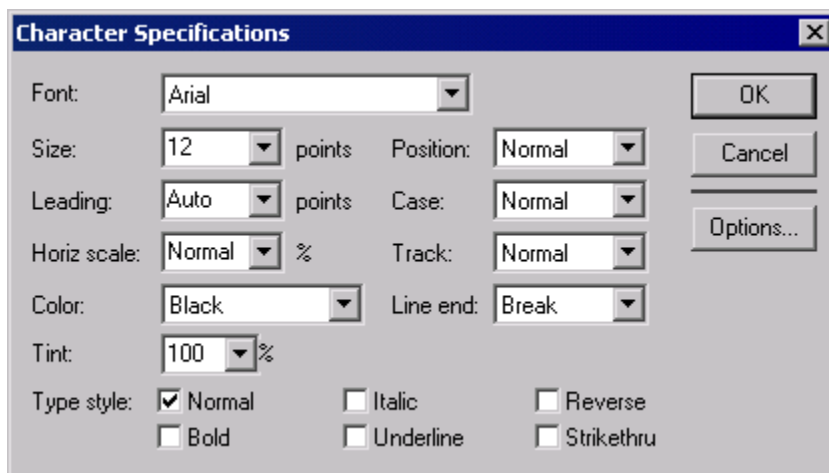 Character Specifications
Font: Arial OK
Size: 12 points Position: Normal Cancel
Leading: Auto points Case: Normal
Options...
Horiz scale: Normal % Track: Normal
Color: Black Line end: Break
Tint: 100 %
Type style: Normal Italic Reverse
Bold Underline Strikethru